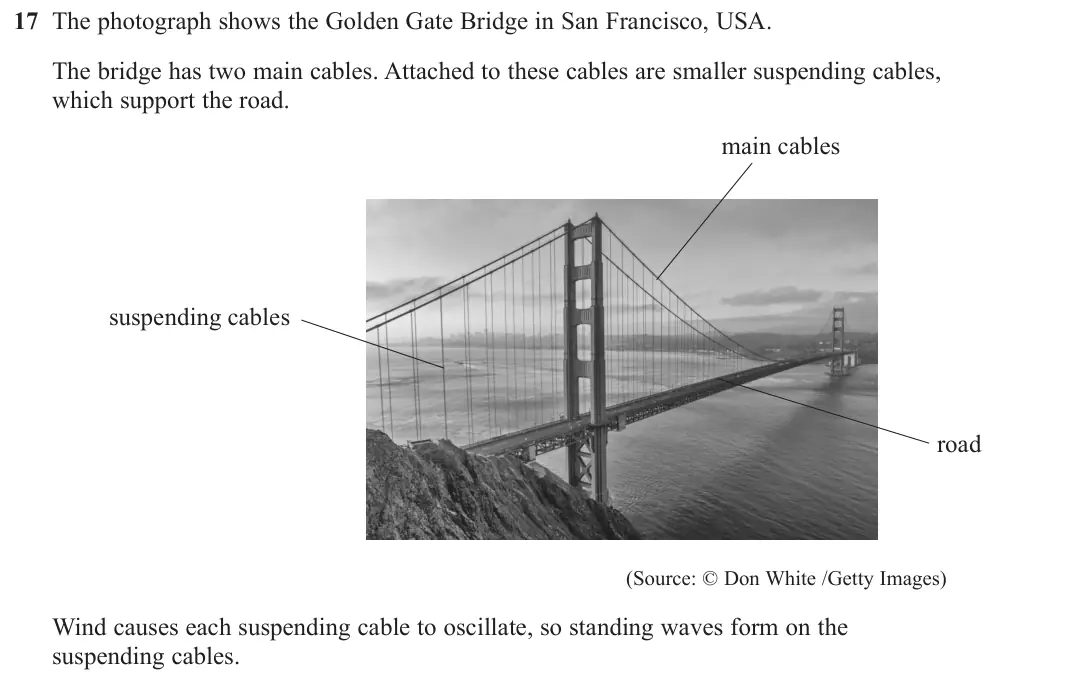 17 The photograph shows the Golden Gate Bridge in San Francisco, USA.
The bridge has two main cables. Attached to these cables are smaller suspending cables,
which support the road.
main cables
suspending cables
road
(Source: © Don White /Getty Images)
Wind causes each suspending cable to oscillate, so standing waves form on the
suspending cables.